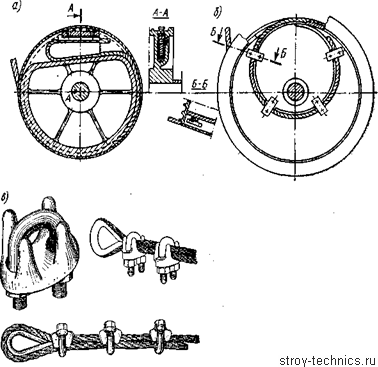 а)
А
А-А
б)
Б
Б
А
Б-Б
в)
stroy-technics.ru